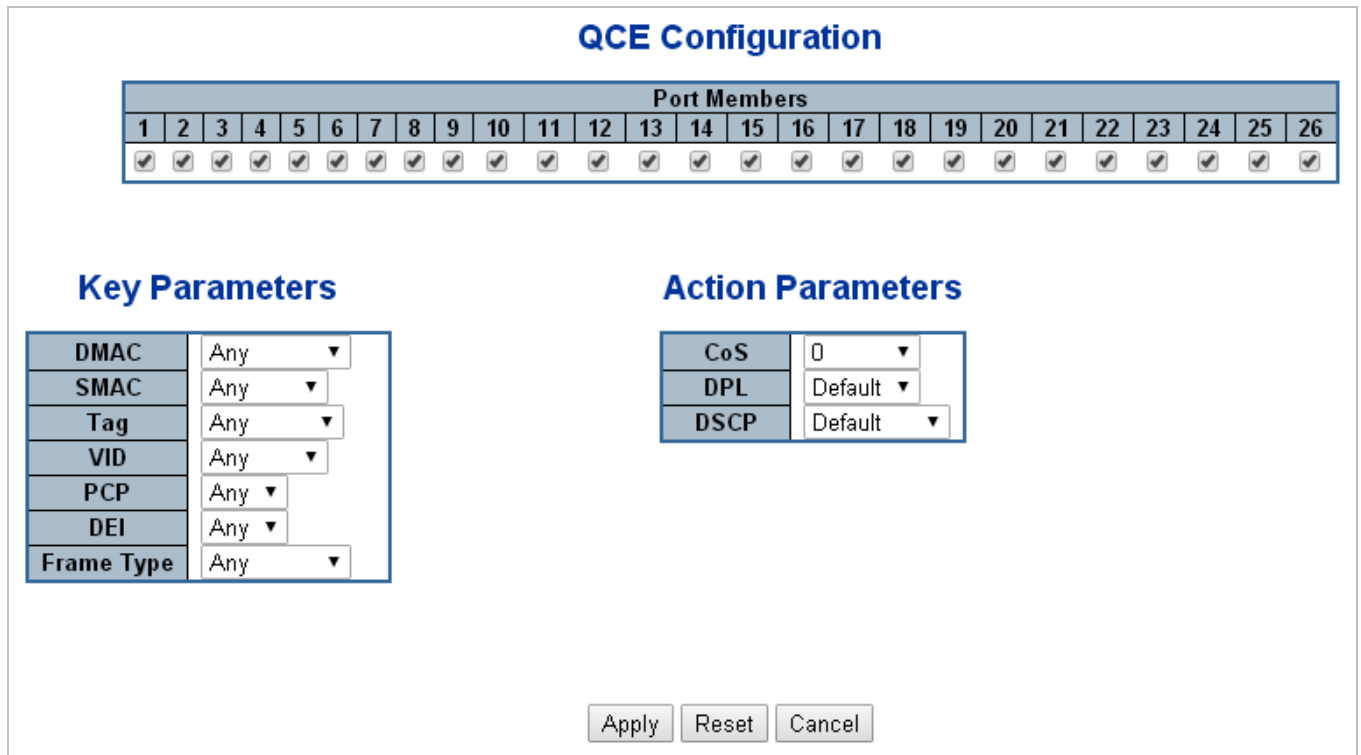 QCE Configuration
Port Members
1 2 3 4 5 6 7 8 9 10 11 12 13 14 15 16 17 18 19 20 21 22 23 24 25 26
Key Parameters
DMAC Any
SMAC Any
Tag Any
VID Any
PCP Any
DEI Any
Frame Type Any
Action Parameters
CoS 0
DPL Default
DSCP Default
Apply Reset Cancel